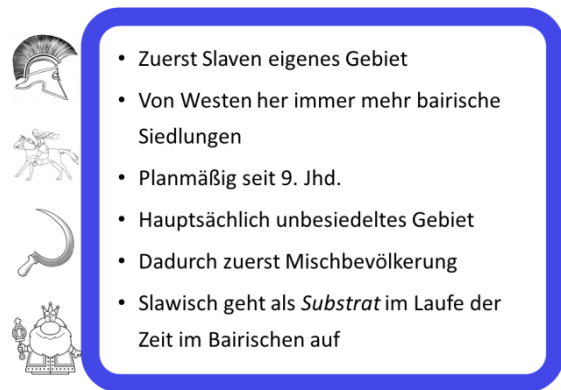 • Zuerst Slaven eigenes Gebiet
• Von Westen her immer mehr bairische
Siedlungen
• Planmäßig seit 9. Jhd.
• Hauptsächlich unbesiedeltes Gebiet
• Dadurch zuerst Mischbevölkerung
• Slawisch geht als Substrat im Laufe der
Zeit im Bairischen auf